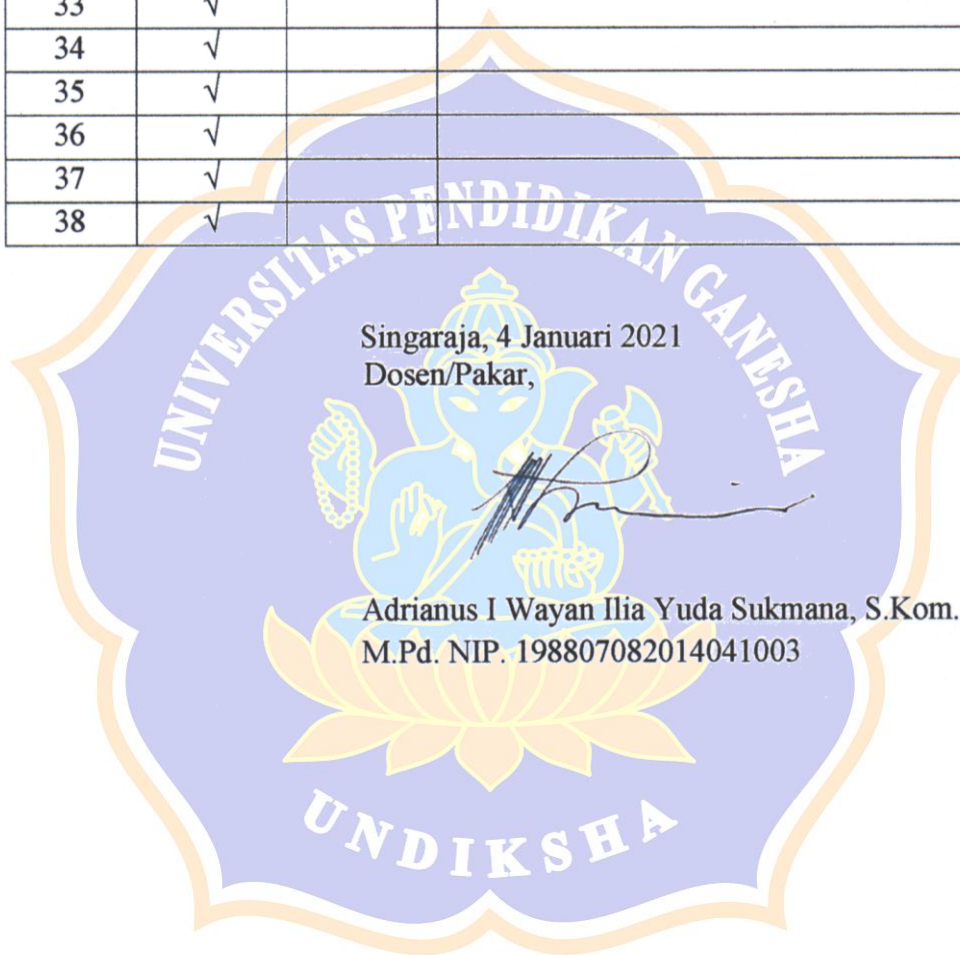 33 √
34 √
35 √
36 √
37 √
38 √
UNIVERSITAS PENDIDIKAN GANESHA
Singaraja, 4 Januari 2021
Dosen/Pakar,
Adrianus I Wayan Ilia Yuda Sukmana, S.Kom.
M.Pd. NIP. 198807082014041003
UNDIKSHA